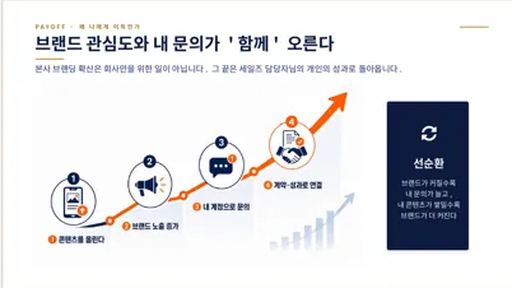 PAYOFF · 왜 나에게 이득인가
브랜드 관심도와 내 문의가 '함께' 오른다
본사 브랜딩 확산은 회사만을 위한 일이 아닙니다. 그 끝은 세일즈 담당자님의 개인의 성과로 돌아옵니다.
1
2
3
4
1 콘텐츠를 올린다
2 브랜드 노출 증가
3 내 계정으로 문의
4 계약·성과로 연결
선순환
브랜드가 커질수록
내 문의가 늘고,
내 콘텐츠가 쌓일수록
브랜드가 더 커진다